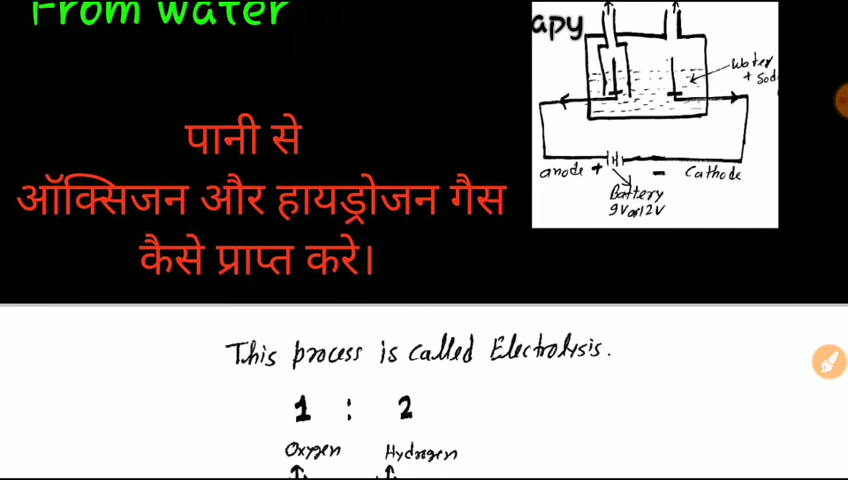 From water
पानी से
ऑक्सिजन और हायड्रोजन गैस
कैसे प्राप्त करे।
apy
Water
+ Sod
anode + - Cathode
Battery
9V or 12V
This process is called Electrolysis.
1 : 2
Oxygen Hydrogen